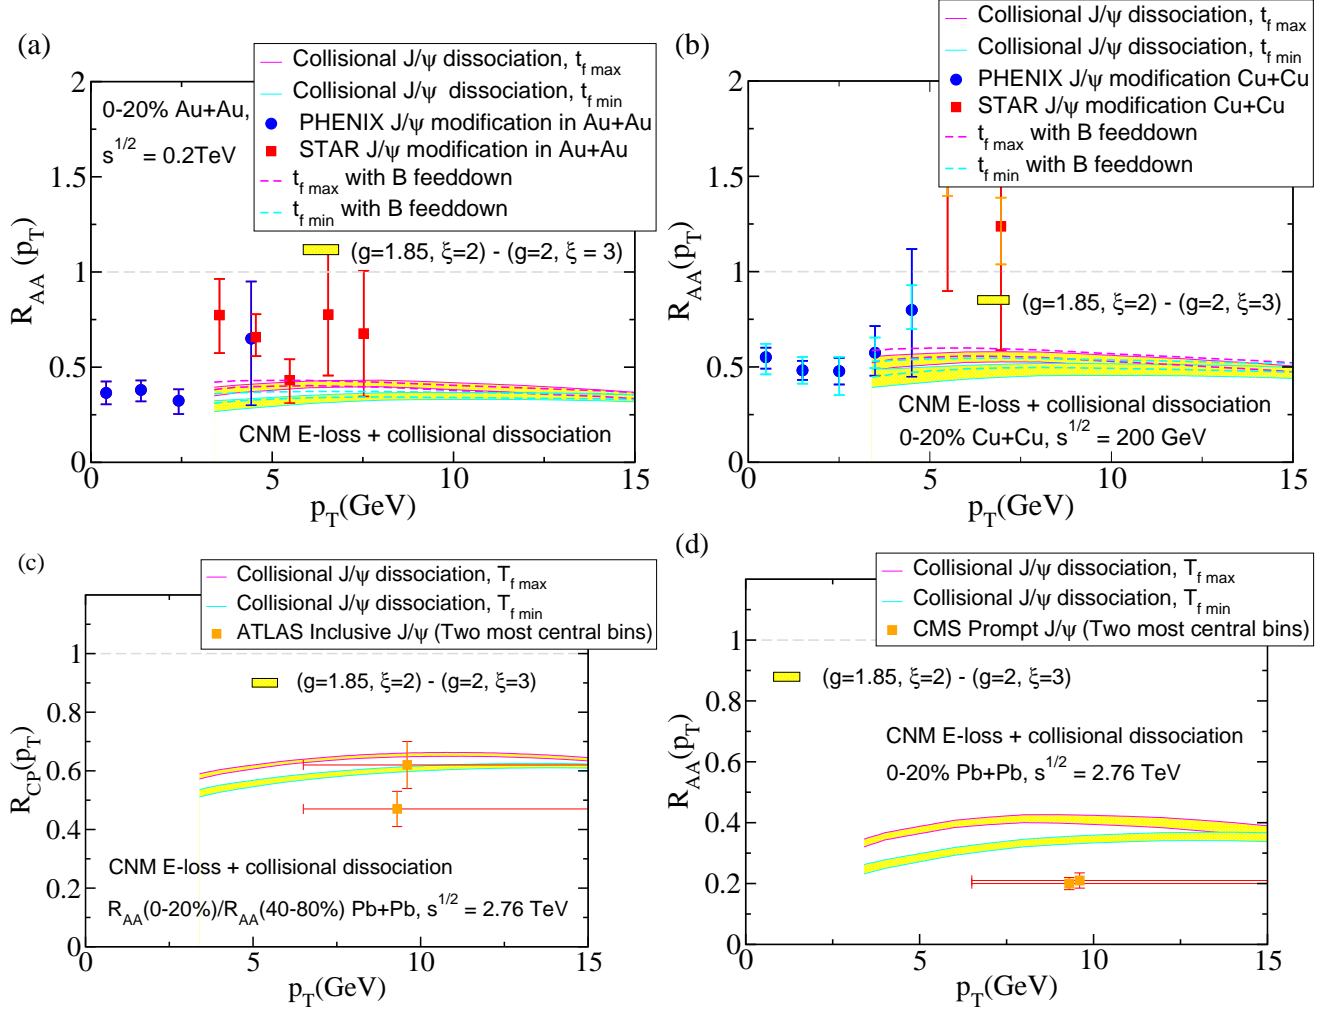 (a)
Collisional J/ψ dissociation, t_f max
Collisional J/ψ dissociation, t_f min
PHENIX J/ψ modification in Au+Au
STAR J/ψ modification in Au+Au
t_f max with B feeddown
t_f min with B feeddown
0-20% Au+Au,
s^1/2 = 0.2TeV
(g=1.85, ξ=2) - (g=2, ξ = 3)
CNM E-loss + collisional dissociation
R_AA (p_T)
2
1.5
1
0.5
0
0 5 10 15
p_T(GeV)
(b)
Collisional J/ψ dissociation, t_f max
Collisional J/ψ dissociation, t_f min
PHENIX J/ψ modification Cu+Cu
STAR J/ψ modification Cu+Cu
t_f max with B feeddown
t_f min with B feeddown
(g=1.85, ξ=2) - (g=2, ξ=3)
CNM E-loss + collisional dissociation
0-20% Cu+Cu, s^1/2 = 200 GeV
R_AA(p_T)
2
1.5
1
0.5
0
0 5 10 15
p_T(GeV)
(c)
Collisional J/ψ dissociation, T_f max
Collisional J/ψ dissociation, T_f min
ATLAS Inclusive J/ψ (Two most central bins)
(g=1.85, ξ=2) - (g=2, ξ=3)
CNM E-loss + collisional dissociation
R_AA(0-20%)/R_AA(40-80%) Pb+Pb, s^1/2 = 2.76 TeV
R_CP(p_T)
1
0.8
0.6
0.4
0.2
0
0 5 10 15
p_T(GeV)
(d)
Collisional J/ψ dissociation, T_f max
Collisional J/ψ dissociation, T_f min
CMS Prompt J/ψ (Two most central bins)
(g=1.85, ξ=2) - (g=2, ξ=3)
CNM E-loss + collisional dissociation
0-20% Pb+Pb, s^1/2 = 2.76 TeV
R_AA(p_T)
1
0.8
0.6
0.4
0.2
0
0 5 10 15
p_T(GeV)